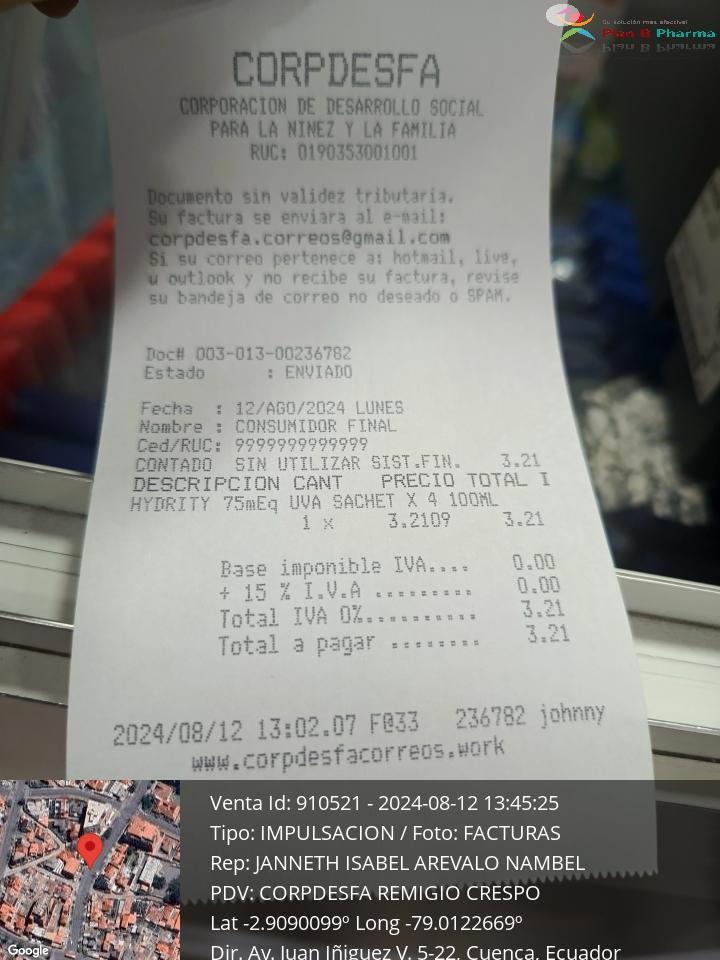 Su solución más efectiva!
Plan B Pharma
CORPDESFA
CORPORACION DE DESARROLLO SOCIAL
PARA LA NINEZ Y LA FAMILIA
RUC: 0190353001001
Documento sin validez tributaria.
Su factura se enviara al e-mail:
corpdesfa.correos@gmail.com
Si su correo pertenece a: hotmail, live,
u outlook y no recibe su factura, revise
su bandeja de correo no deseado o SPAM.
Doc# 003-013-00236782
Estado : ENVIADO
Fecha : 12/AGO/2024 LUNES
Nombre : CONSUMIDOR FINAL
Ced/RUC: 9999999999999
CONTADO SIN UTILIZAR SIST.FIN. 3.21
DESCRIPCION CANT PRECIO TOTAL I
HYDRITY 75mEq UVA SACHET X 4 100ML
1 x 3.2109 3.21
Base imponible IVA.... 0.00
+ 15 % I.V.A ......... 0.00
Total IVA 0%.......... 3.21
Total a pagar ........ 3.21
2024/08/12 13:02.07 F@33 236782 johnny
www.corpdesfacorreos.work
Venta Id: 910521 - 2024-08-12 13:45:25
Tipo: IMPULSACION / Foto: FACTURAS
Rep: JANNETH ISABEL AREVALO NAMBEL
PDV: CORPDESFA REMIGIO CRESPO
Lat -2.9090099º Long -79.0122669º
Dir. Av. Juan Iñiguez V. 5-22, Cuenca, Ecuador
Google